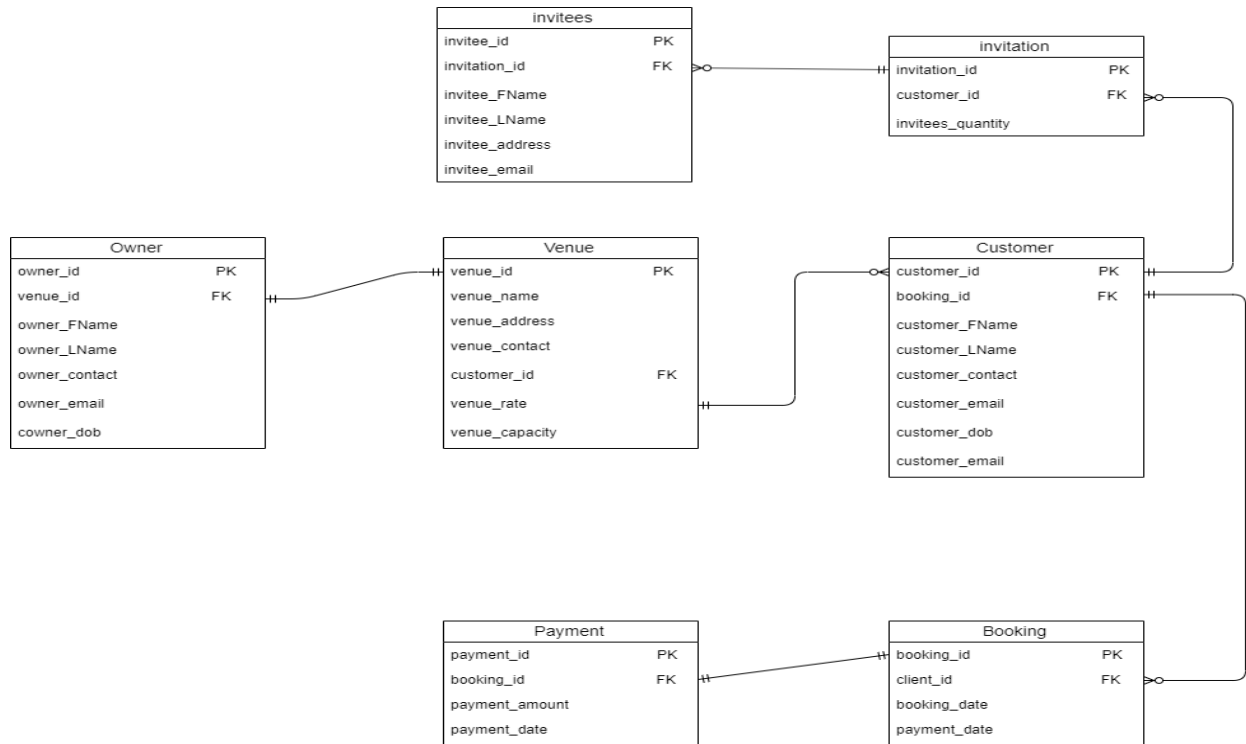 invitees
invitee_id PK
invitation_id FK
invitee_FName
invitee_LName
invitee_address
invitee_email
invitation
invitation_id PK
customer_id FK
invitees_quantity
Owner
owner_id PK
venue_id FK
owner_FName
owner_LName
owner_contact
owner_email
cowner_dob
Venue
venue_id PK
venue_name
venue_address
venue_contact
customer_id FK
venue_rate
venue_capacity
Customer
customer_id PK
booking_id FK
customer_FName
customer_LName
customer_contact
customer_email
customer_dob
customer_email
Payment
payment_id PK
booking_id FK
payment_amount
payment_date
Booking
booking_id PK
client_id FK
booking_date
payment_date